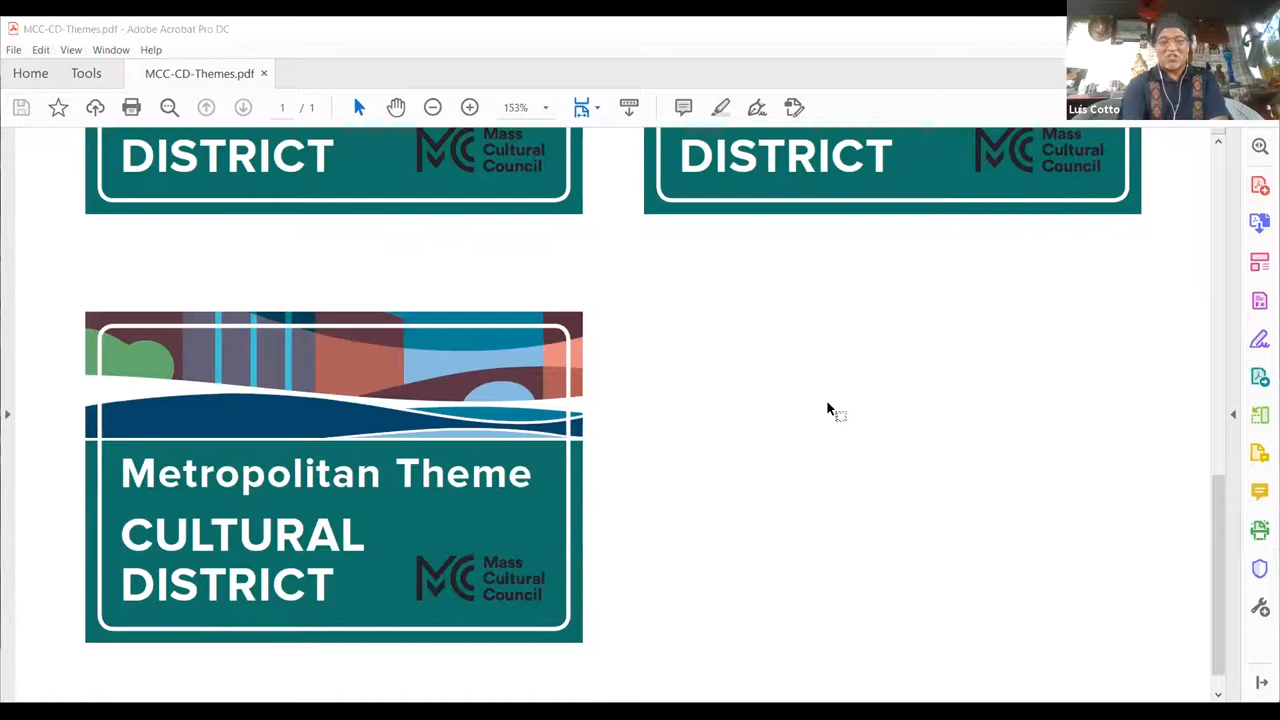 MCC-CD-Themes.pdf - Adobe Acrobat Pro DC
File Edit View Window Help
Home Tools MCC-CD-Themes.pdf ×
1 / 1 153%
Luis Cotto
DISTRICT
Mass
Cultural
Council
DISTRICT
Mass
Cultural
Council
Metropolitan Theme
CULTURAL
DISTRICT
MC
Mass
Cultural
Council